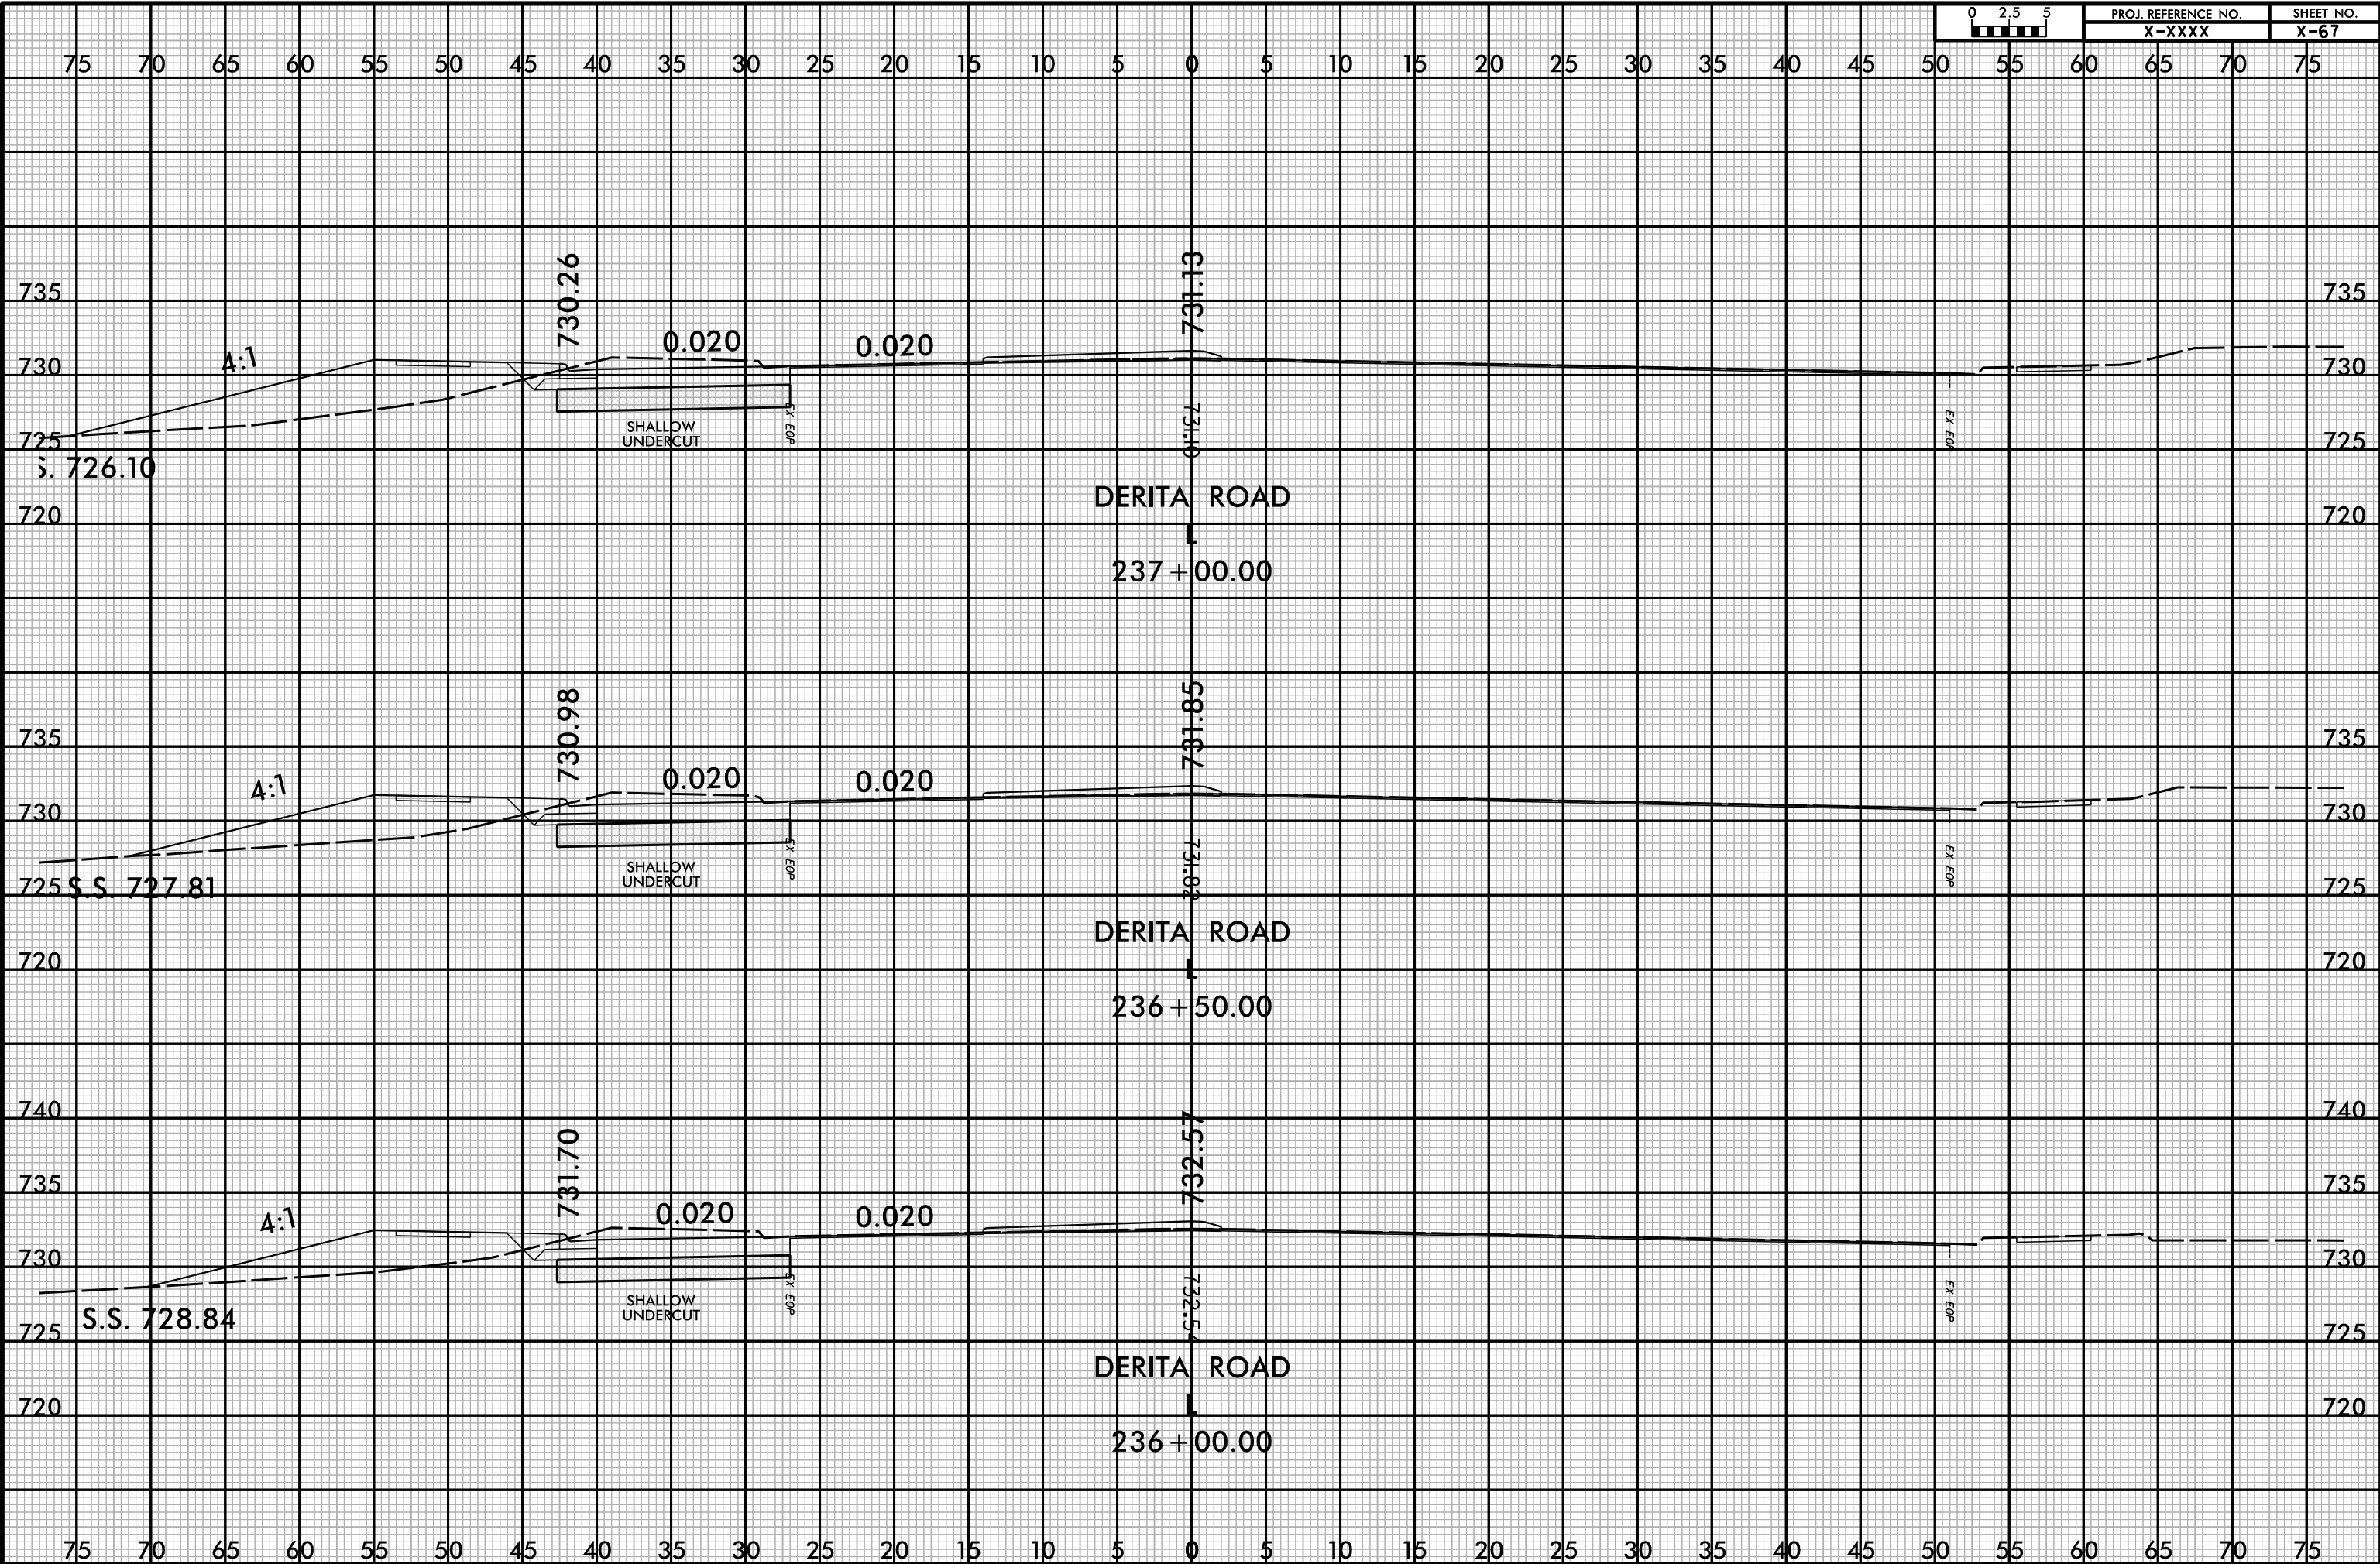 0 2.5 5 PROJ. REFERENCE NO. SHEET NO.
X-XXXX X-67
75 70 65 60 55 50 45 40 35 30 25 20 15 10 5 0 5 10 15 20 25 30 35 40 45 50 55 60 65 70 75
730.26
731.13
735 735
4:1 0.020 0.020
730 730
EX EOP
731.10
EX EOP
SHALLOW
UNDERCUT
725 725
S. 726.10
DERITA ROAD
720 720
L
237+00.00
730.98
731.85
735 735
4:1 0.020 0.020
730 730
EX EOP
731.82
EX EOP
SHALLOW
UNDERCUT
725 S.S. 727.81 725
DERITA ROAD
720 720
L
236+50.00
740 740
731.70
732.57
735 735
4:1 0.020 0.020
730 730
EX EOP
732.54
EX EOP
SHALLOW
UNDERCUT
S.S. 728.84
725 725
DERITA ROAD
720 720
L
236+00.00
75 70 65 60 55 50 45 40 35 30 25 20 15 10 5 0 5 10 15 20 25 30 35 40 45 50 55 60 65 70 75